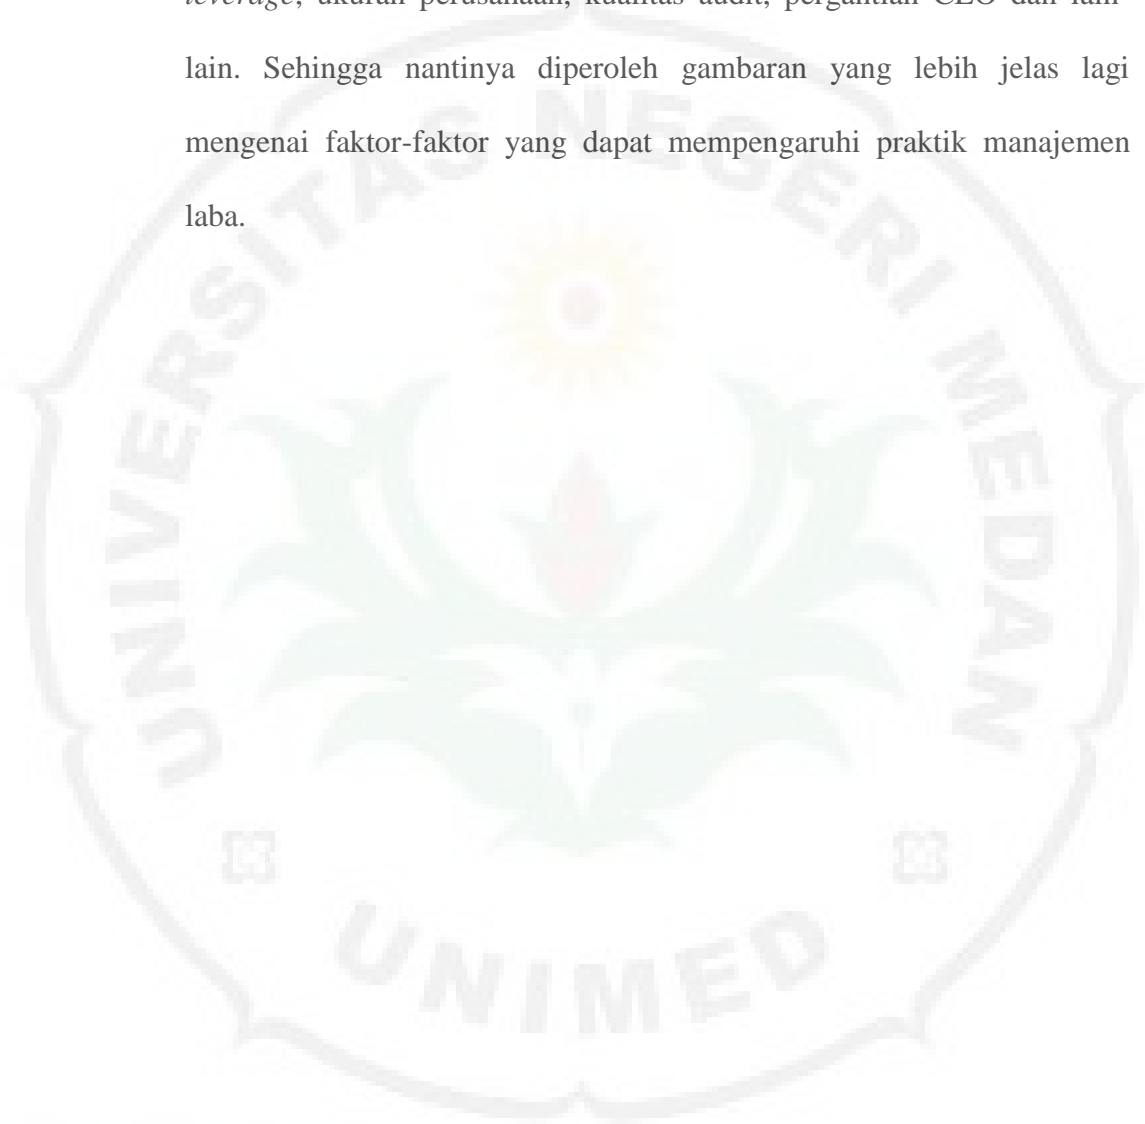 leverage, ukuran perusahaan, kualitas audit, pergantian CEO dan lain-
lain. Sehingga nantinya diperoleh gambaran yang lebih jelas lagi
mengenai faktor-faktor yang dapat mempengaruhi praktik manajemen
laba.
UNIVERSITAS NEGERI MEDAN
UNIMED